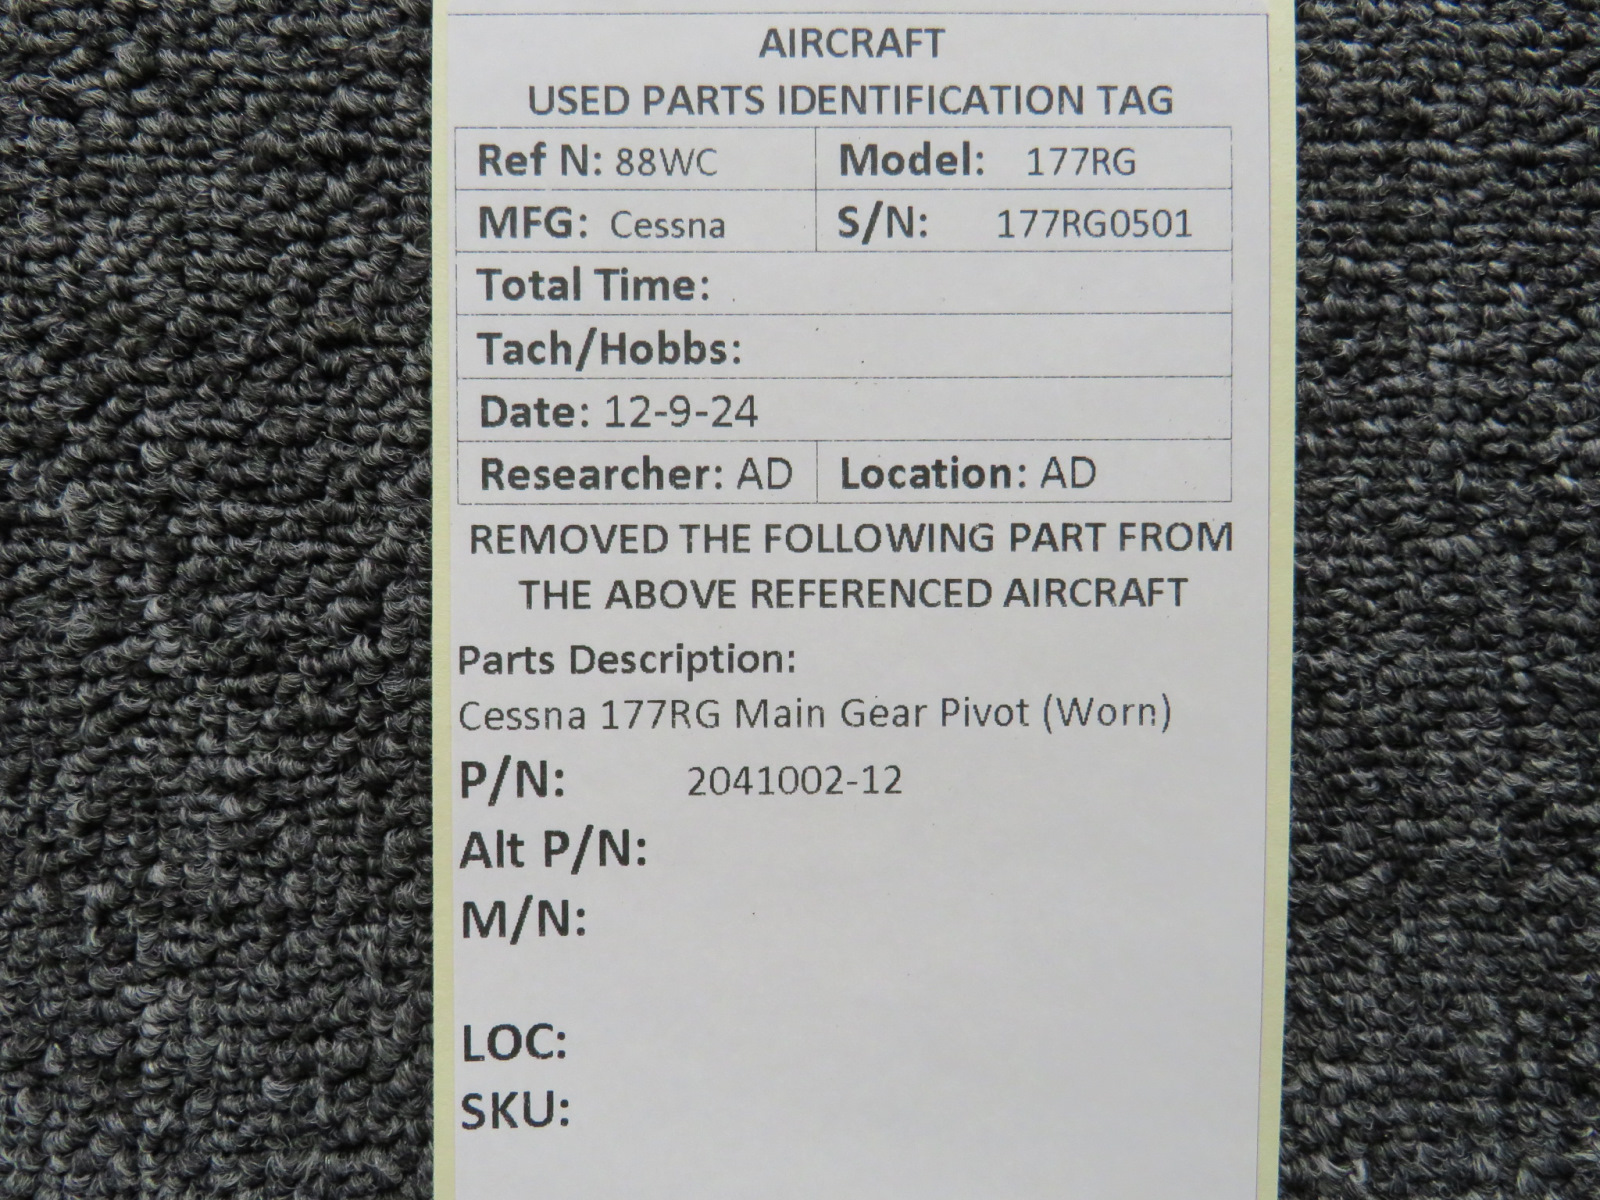 AIRCRAFT
USED PARTS IDENTIFICATION TAG
Ref N: 88WC Model: 177RG
MFG: Cessna S/N: 177RG0501
Total Time:
Tach/Hobbs:
Date: 12-9-24
Researcher: AD Location: AD
REMOVED THE FOLLOWING PART FROM
THE ABOVE REFERENCED AIRCRAFT
Parts Description:
Cessna 177RG Main Gear Pivot (Worn)
P/N: 2041002-12
Alt P/N:
M/N:
LOC:
SKU: